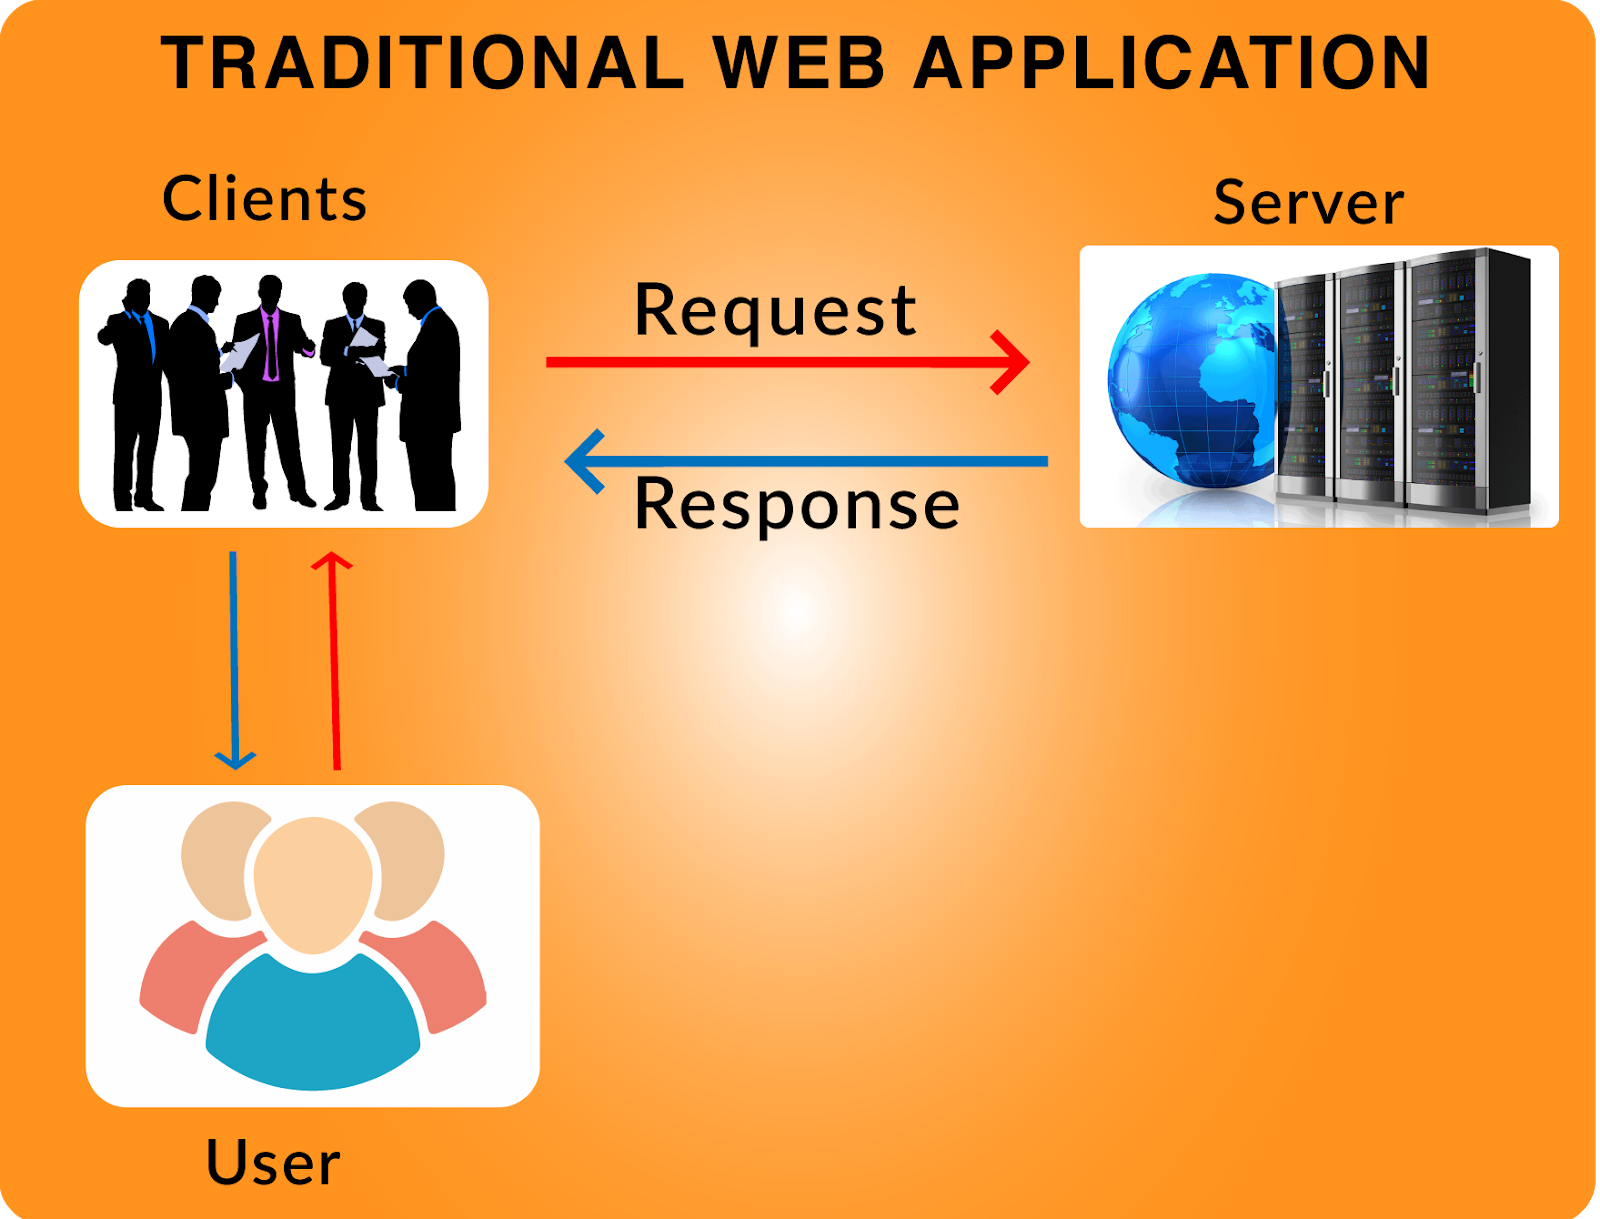 TRADITIONAL WEB APPLICATION
Clients
Server
Request
Response
User